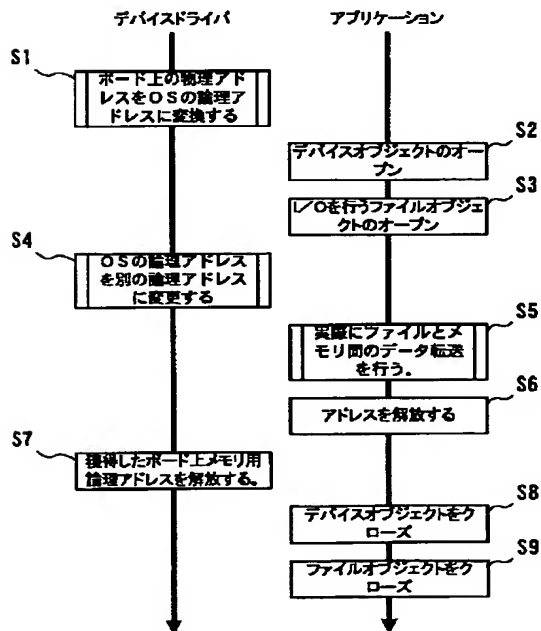 デバイスドライバ
アプリケーション
S1
ボード上の物理アド
レスをOSの論理ア
ドレスに変換する
S2
デバイスオブジェクトのオー
プン
S3
I/Oを行うファイルオブジェ
クトのオープン
S4
OSの論理アドレス
を別の論理アドレス
に変更する
S5
実際にファイルとメ
モリ間のデータ転送
を行う。
S6
アドレスを解放する
S7
獲得したボード上メモリ用
論理アドレスを解放する。
S8
デバイスオブジェクトをク
ローズ
S9
ファイルオブジェクトをク
ローズ